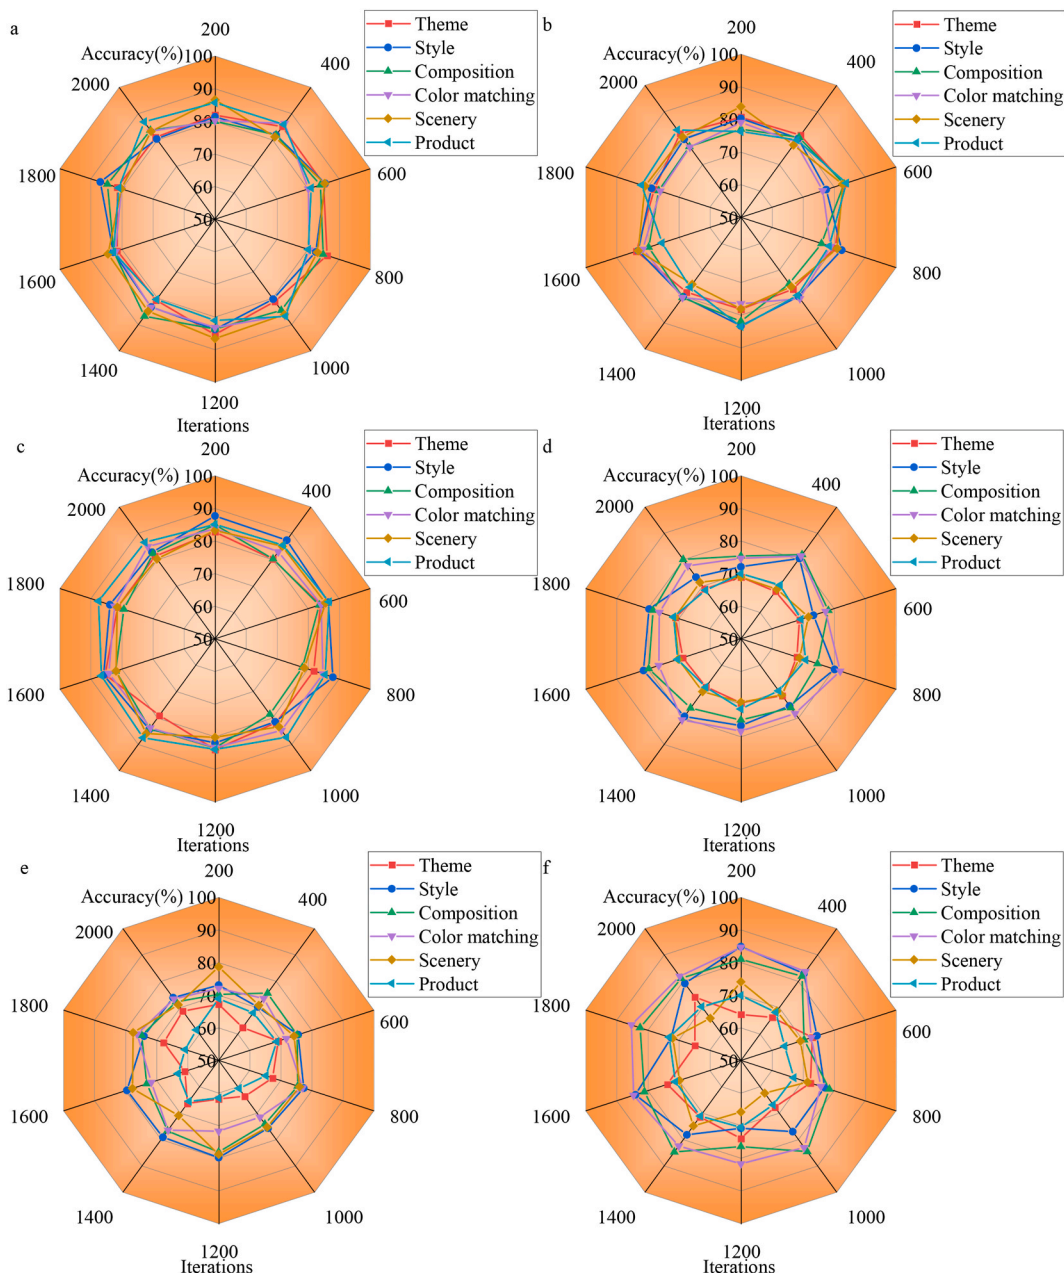 a
200
Accuracy(%)
100
90
80
70
60
50
400
600
800
1000
1200
Iterations
1400
1600
1800
2000
Theme
Style
Composition
Color matching
Scenery
Product
b
200
Accuracy(%)
100
90
80
70
60
50
400
600
800
1000
1200
Iterations
1400
1600
1800
2000
Theme
Style
Composition
Color matching
Scenery
Product
c
200
Accuracy(%)
100
90
80
70
60
50
400
600
800
1000
1200
Iterations
1400
1600
1800
2000
Theme
Style
Composition
Color matching
Scenery
Product
d
200
Accuracy(%)
100
90
80
70
60
50
400
600
800
1000
1200
Iterations
1400
1600
1800
2000
Theme
Style
Composition
Color matching
Scenery
Product
e
200
Accuracy(%)
100
90
80
70
60
50
400
600
800
1000
1200
Iterations
1400
1600
1800
2000
Theme
Style
Composition
Color matching
Scenery
Product
f
200
Accuracy(%)
100
90
80
70
60
50
400
600
800
1000
1200
Iterations
1400
1600
1800
2000
Theme
Style
Composition
Color matching
Scenery
Product